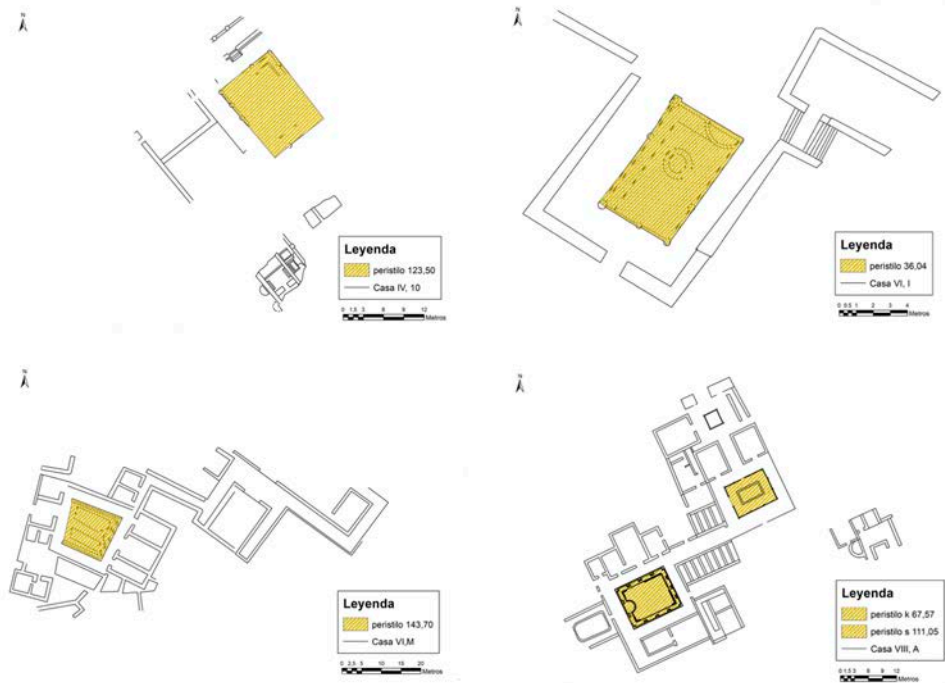 N
Leyenda
peristilo 123,50
Casa IV, 10
0 1,5 3 6 9 12
Metros
N
Leyenda
peristilo 36,04
Casa VI, I
0 0.5 1 2 3 4
Metros
N
Leyenda
peristilo 143,70
Casa VI,M
0 2,5 5 10 15 20
Metros
N
Leyenda
peristilo k 67,57
peristilo s 111,05
Casa VIII, A
0 1.5 3 6 9 12
Metros